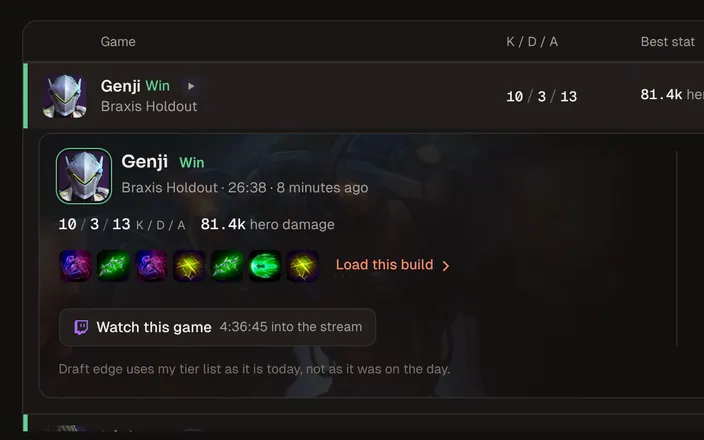 Game K / D / A Best stat
Genji Win
Braxis Holdout
10 / 3 / 13
81.4k
Genji Win
Braxis Holdout · 26:38 · 8 minutes ago
10 / 3 / 13 K / D / A 81.4k hero damage
Load this build
Watch this game 4:36:45 into the stream
Draft edge uses my tier list as it is today, not as it was on the day.